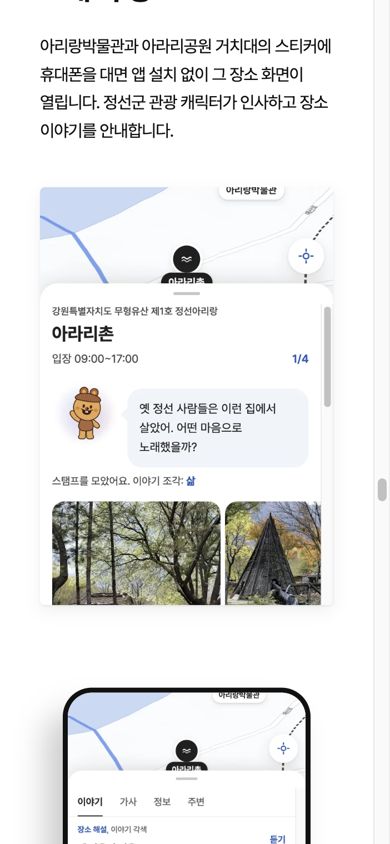 아리랑박물관과 아라리공원 거치대의 스티커에
휴대폰을 대면 앱 설치 없이 그 장소 화면이
열립니다. 정선군 관광 캐릭터가 인사하고 장소
이야기를 안내합니다.
아리랑박물관
아라리촌
강원특별자치도 무형유산 제1호 정선아리랑
아라리촌
입장 09:00~17:00
1/4
옛 정선 사람들은 이런 집에서
살았어. 어떤 마음으로
노래했을까?
스탬프를 모았어요. 이야기 조각: 삶
아리랑박물관
아라리촌
이야기 가사 정보 주변
장소 해설, 이야기 각색
듣기